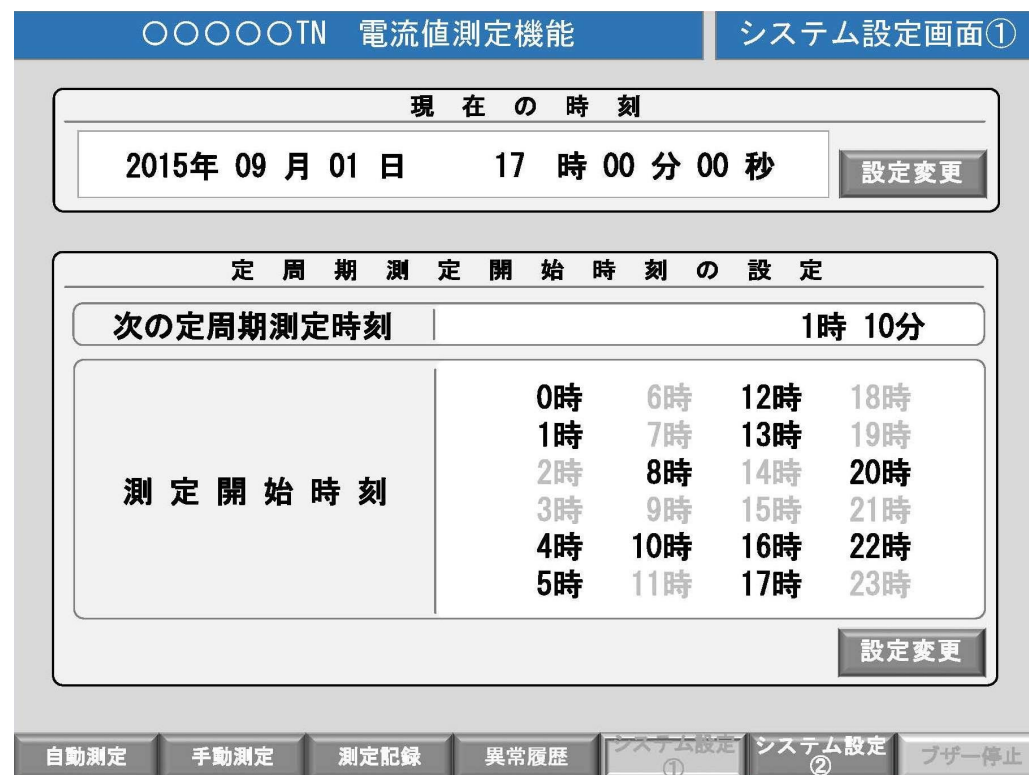 ○○○○○TN 電流値測定機能 システム設定画面①
現在の時刻
2015年 09 月 01 日 17 時 00 分 00 秒 設定変更
定周期測定開始時刻の設定
次の定周期測定時刻 1時 10分
0時 6時 12時 18時
1時 7時 13時 19時
2時 8時 14時 20時
測定開始時刻
3時 9時 15時 21時
4時 10時 16時 22時
5時 11時 17時 23時
設定変更
自動測定 手動測定 測定記録 異常履歴 システム設定① システム設定② ブザー停止